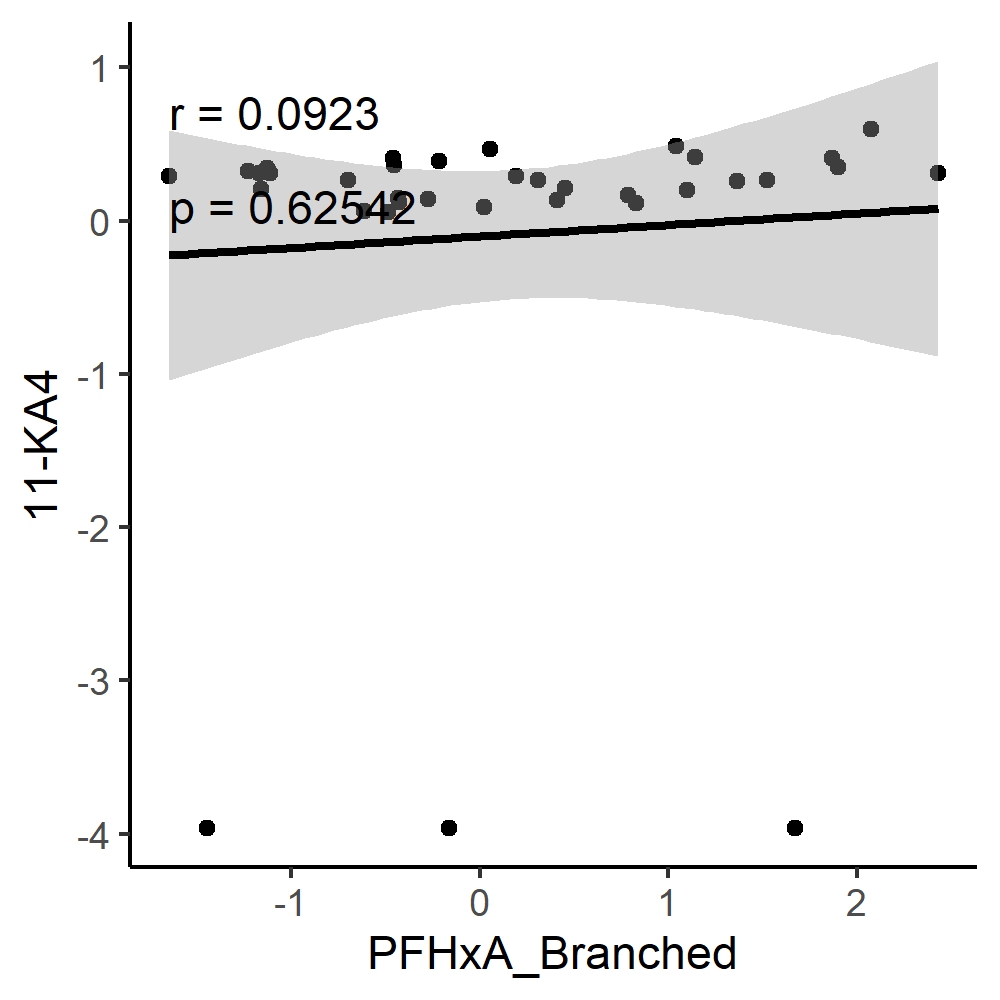 r = 0.0923
p = 0.62542
1
0
-1
-2
-3
-4
11-KA4
-1
0
1
2
PFHxA_Branched